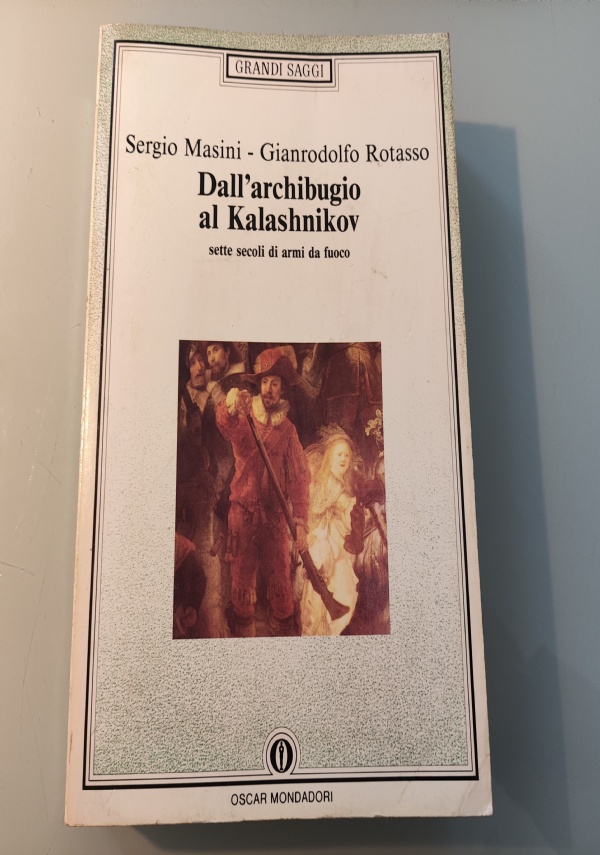 GRANDI SAGGI
Sergio Masini - Gianrodolfo Rotasso
Dall'archibugio
al Kalashnikov
sette secoli di armi da fuoco
OSCAR MONDADORI